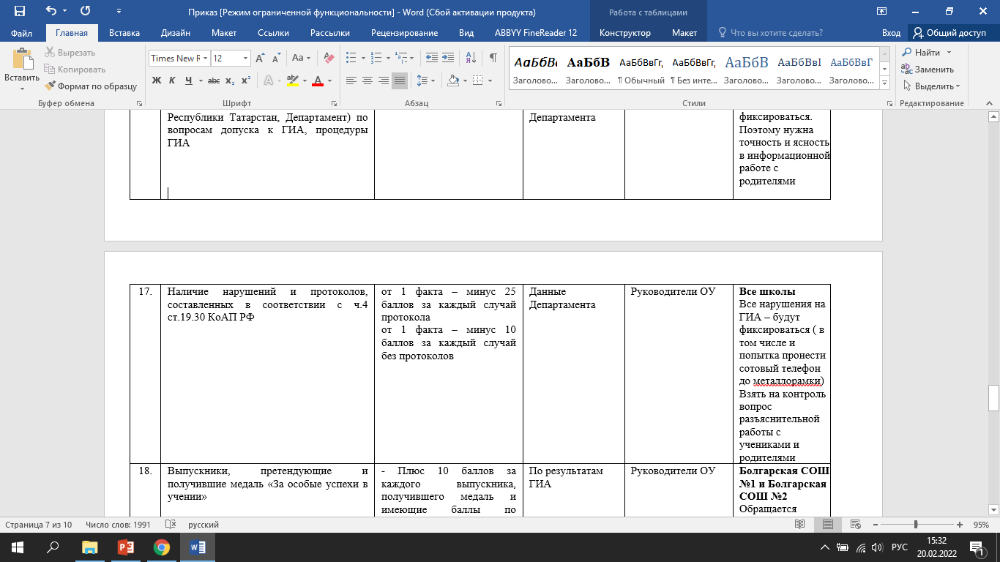 Приказ [Режим ограниченной функциональности] - Word (Сбой активации продукта)
Работа с таблицами
Файл
Главная
Вставка
Дизайн
Макет
Ссылки
Рассылки
Рецензирование
Вид
ABBYY FineReader 12
Конструктор
Макет
Что вы хотите сделать?
Вход
Общий доступ
Вставить
Вырезать
Копировать
Формат по образцу
Буфер обмена
Times New R
12
Aa
Ж К Ч abc x₂ x²
Шрифт
Абзац
АаБбВ
АаБбВ
АаБбВвГг,
АаБбВвГг,
АаБбВ
АаБбВвІ
АаБбВвГ
Заголово...
Заголово...
¶ Обычный
¶ Без инте...
Заголово...
Заголово...
Заголово...
Стили
Найти
Заменить
Выделить
Редактирование
Республики Татарстан, Департамент) по
вопросам допуска к ГИА, процедуры
ГИА
Департамента
фиксироваться.
Поэтому нужна
точность и ясность
в информационной
работе с
родителями
17.
Наличие нарушений и протоколов,
составленных в соответствии с ч.4
ст.19.30 КоАП РФ
от 1 факта – минус 25
баллов за каждый случай
протокола
от 1 факта – минус 10
баллов за каждый случай
без протоколов
Данные
Департамента
Руководители ОУ
Все школы
Все нарушения на
ГИА – будут
фиксироваться ( в
том числе и
попытка пронести
сотовый телефон
до металлорамки)
Взять на контроль
вопрос
разъяснительной
работы с
учениками и
родителями
18.
Выпускники, претендующие и
получившие медаль «За особые успехи в
учении»
- Плюс 10 баллов за
каждого выпускника,
получившего медаль и
имеющие баллы по
По результатам
ГИА
Руководители ОУ
Болгарская СОШ
№1 и Болгарская
СОШ №2
Обращается
Страница 7 из 10
Число слов: 1991
русский
95%
РУС
15:32
20.02.2022
1